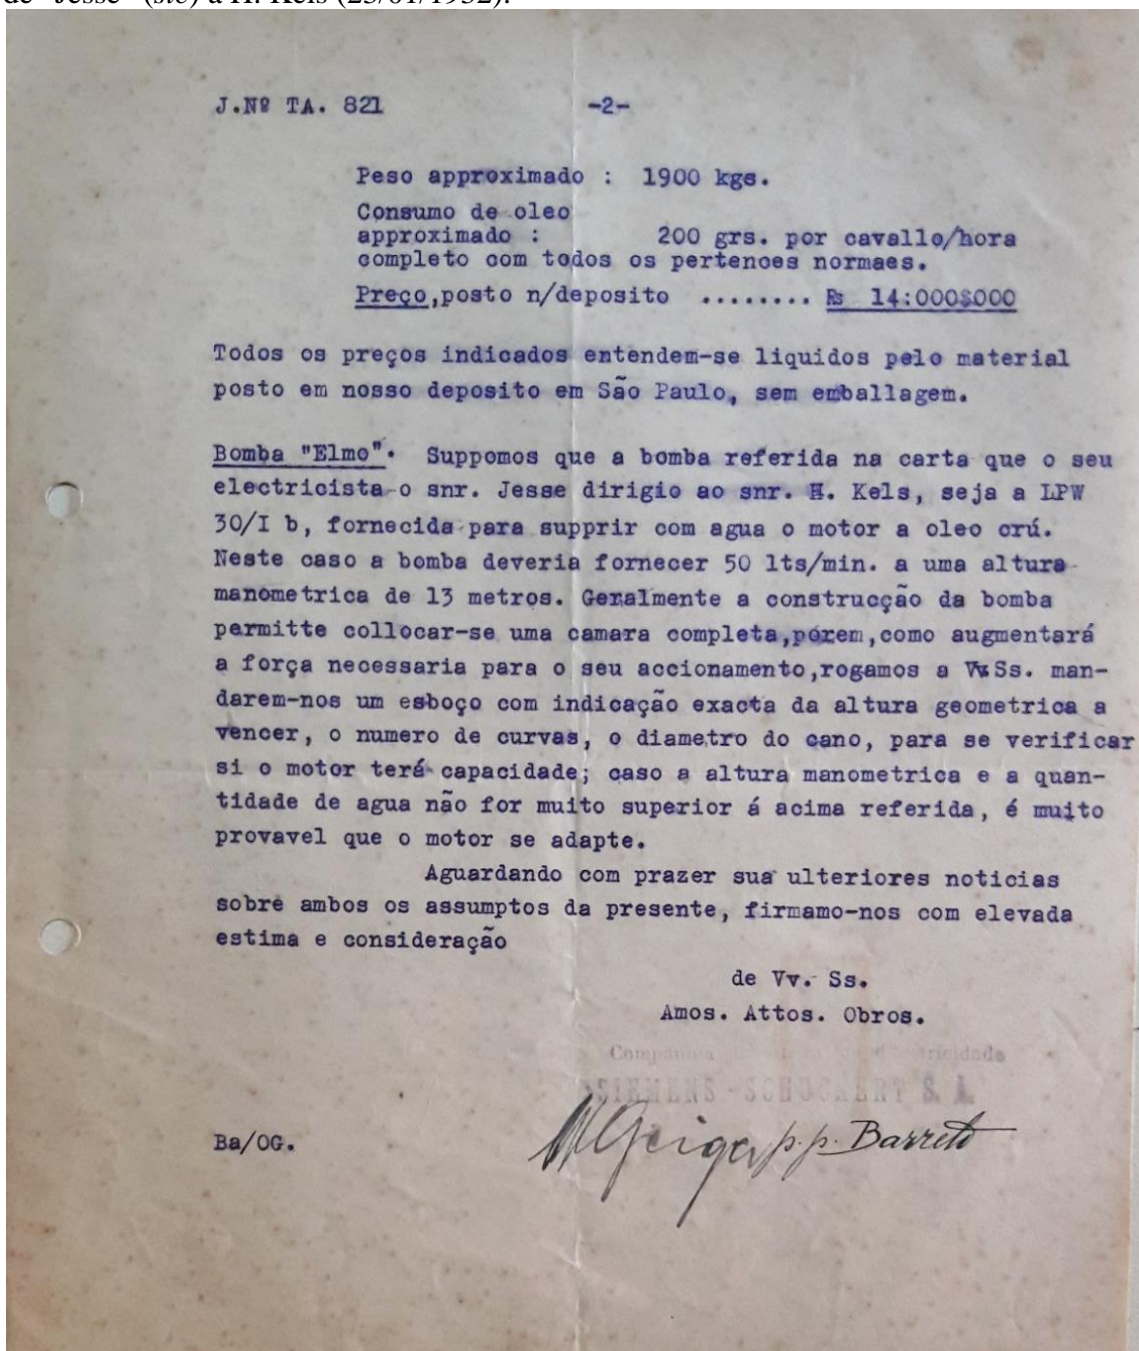 de "Jesse" (sic) a H. Kels (25/01/1932).
J.Nº TA. 821 -2-
Peso approximado : 1900 kgs.
Consumo de oleo
approximado : 200 grs. por cavallo/hora
completo com todos os pertences normaes.
Preço,posto n/deposito ........ Rs 14:000$000
Todos os preços indicados entendem-se liquidos pelo material
posto em nosso deposito em São Paulo, sem emballagem.
Bomba "Elmo". Suppomos que a bomba referida na carta que o seu
electricista o snr. Jesse dirigio ao snr. H. Kels, seja a LPW
30/I b, fornecida para supprir com agua o motor a oleo crú.
Neste caso a bomba deveria fornecer 50 lts/min. a uma altura
manometrica de 13 metros. Geralmente a construcção da bomba
permitte collocar-se uma camara completa,porem,como augmentará
a força necessaria para o seu accionamento,rogamos a Vv.Ss. man-
darem-nos um esboço com indicação exacta da altura geometrica a
vencer, o numero de curvas, o diametro do cano, para se verificar
si o motor terá capacidade; caso a altura manometrica e a quan-
tidade de agua não for muito superior á acima referida, é muito
provavel que o motor se adapte.
Aguardando com prazer sua ulteriores noticias
sobre ambos os assumptos da presente, firmamo-nos com elevada
estima e consideração
de Vv. Ss.
Amos. Attos. Obros.
Companhia
SIEMENS-SCHUCKERT S. A.
Ba/OG.
Geiger p.p. Barreto